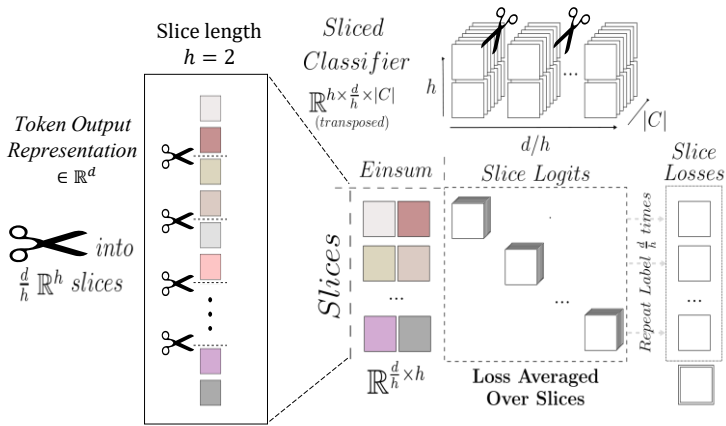 Slice length
h = 2
Token Output
Representation
∈ ℝ^d
into
d/h ℝ^h slices
Sliced
Classifier
ℝ^{h×d/h×|C|}
(transposed)
h
...
d/h
|C|
Einsum
Slice Logits
Slice
Losses
Slices
...
...
Repeat Label d/h times
...
ℝ^{d/h×h}
Loss Averaged
Over Slices